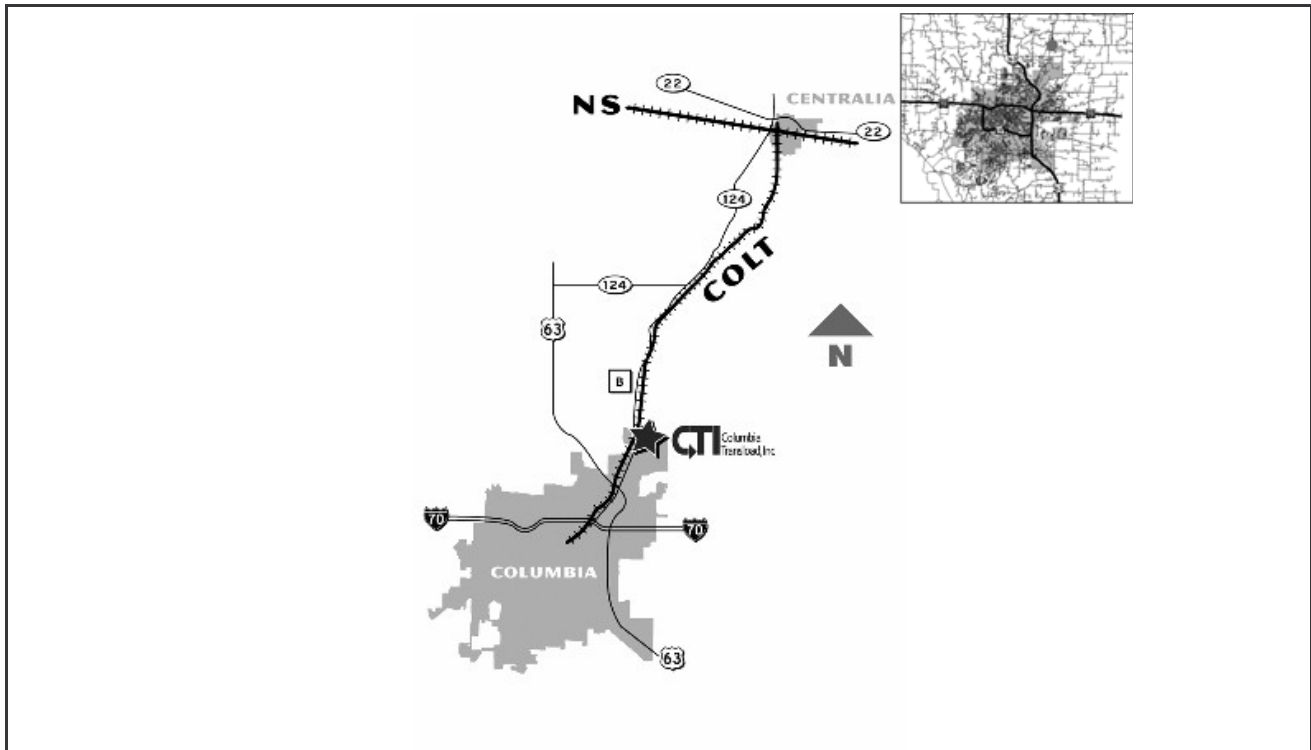 22
NS
CENTRALIA
22
124
COLT
124
63
N
B
CTI Columbia
Transload, Inc
70
70
COLUMBIA
63